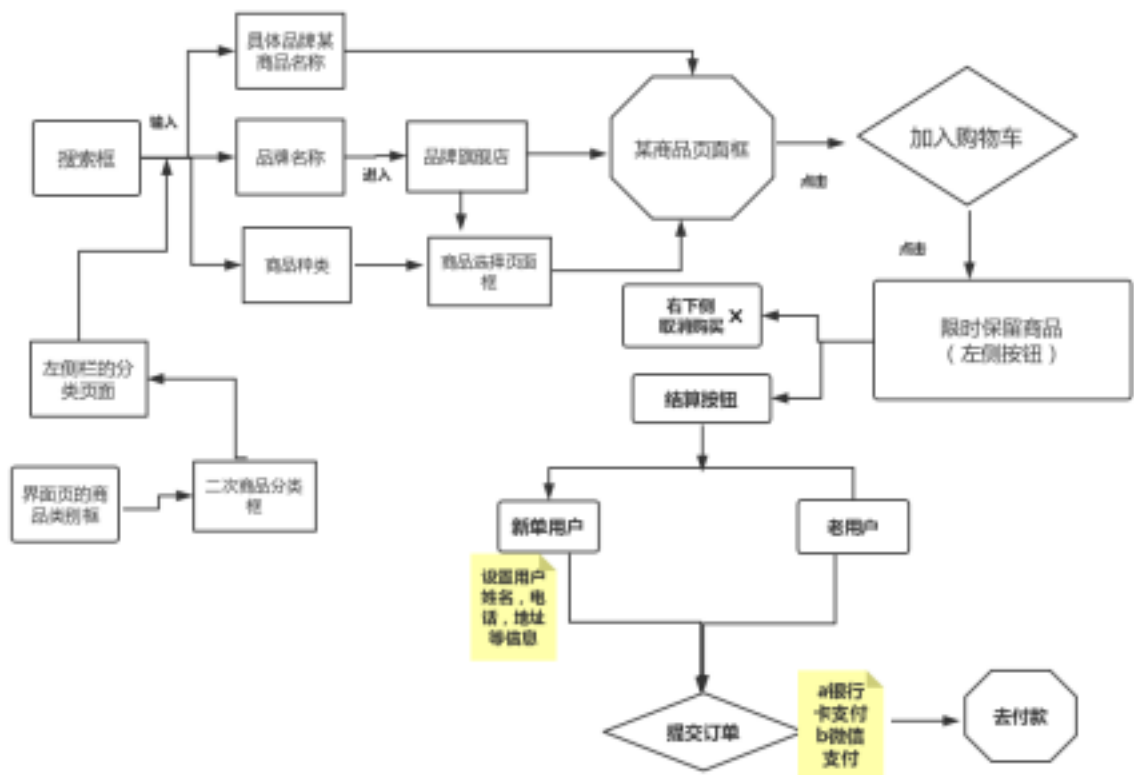 具体品牌某
商品名称
输入
搜索框
品牌名称
进入
品牌旗舰店
某商品页面框
点击
加入购物车
商品种类
商品选择页面
框
点击
右下侧
取消购买
限时保留商品
（左侧按钮）
左侧栏的分
类页面
结算按钮
界面页的商
品类别框
二次商品分类
框
新单用户
老用户
设置用户
姓名，电
话，地址
等信息
提交订单
a银行
卡支付
b微信
支付
去付款